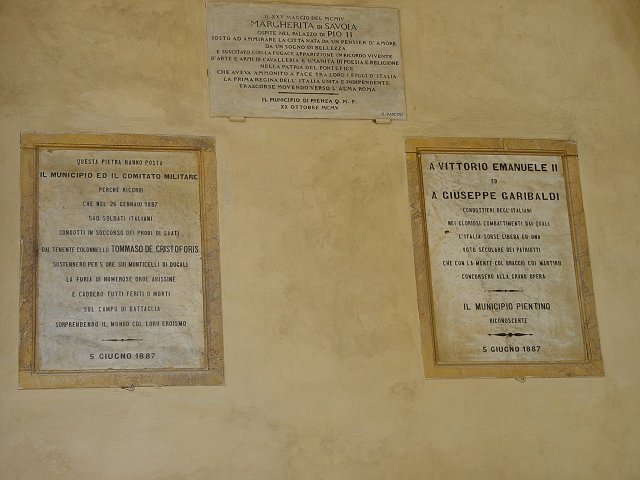 IL XXV MAGGIO DEL MCMIV
MARGHERITA DI SAVOIA
OSPITE NEL PALAZZO DI PIO II
SOSTÒ AD AMMIRARE LA CITTÀ NATA DA UN PENSIER D'AMORE
DA UN SOGNO DI BELLEZZA
E SUSCITATO CON LA FUGACE APPARIZIONE UN RICORDO VIVENTE
D'ARTE E ARMI DI CAVALLERIA E UMANITÀ DI POESIA E RELIGIONE
NELLA PATRIA DEL PONTEFICE
CHE AVEVA AMMONITO A PACE TRA LORO I FIGLI D'ITALIA
LA PRIMA REGINA DELL'ITALIA UNITA E INDIPENDENTE
TRASCORSE MOVENDO VERSO L'ALMA ROMA
IL MUNICIPIO DI PIENZA Q. M. P.
XX OTTOBRE MCMV
G. PASCOLI
QUESTA PIETRA HANNO POSTA
IL MUNICIPIO ED IL COMITATO MILITARE
PERCHÈ RICORDI
CHE NEL 26 GENNAIO 1887
540 SOLDATI ITALIANI
CONDOTTI IN SOCCORSO DEI PRODI DI SAATI
DAL TENENTE COLONNELLO TOMMASO DE CRISTOFORIS
SOSTENNERO PER 5 ORE SUI MONTICELLI DI DOGALI
LA FURIA DI NUMEROSE ORDE ABISSINE
E CADDERO TUTTI FERITI O MORTI
SUL CAMPO DI BATTAGLIA
SORPRENDENDO IL MONDO COL LORO EROISMO
5 GIUGNO 1887
A VITTORIO EMANUELE II
ED
A GIUSEPPE GARIBALDI
CONDOTTIERI DEGL'ITALIANI
NEI GLORIOSI COMBATTIMENTI DAI QUALI
L'ITALIA SORSE LIBERA ED UNA
VOTO SECOLARE DEI PATRIOTTI
CHE CON LA MENTE COL BRACCIO COI MARTIRII
CONCORSERO ALLA GRAND'OPERA
IL MUNICIPIO PIENTINO
RICONOSCENTE
5 GIUGNO 1887